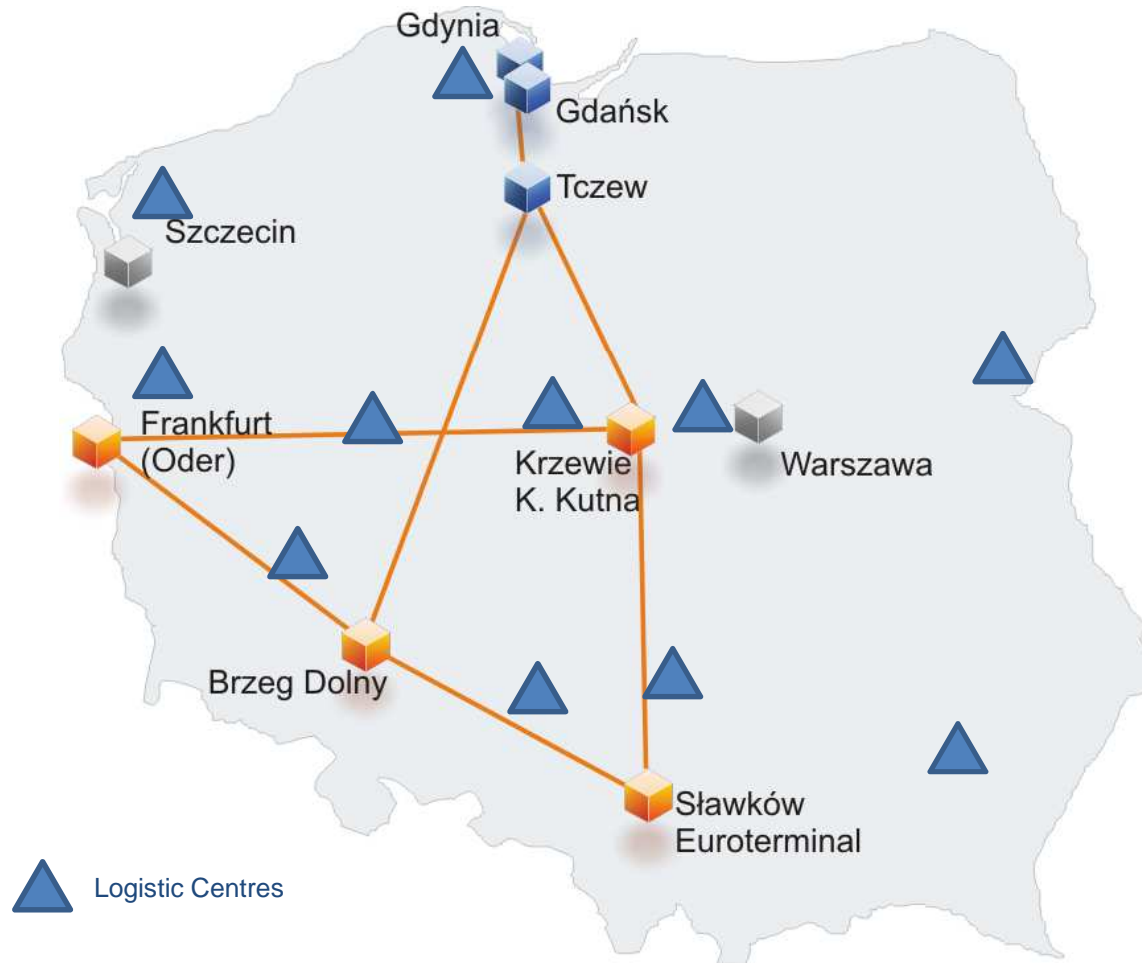 Gdynia
Gdańsk
Tczew
Szczecin
Frankfurt
(Oder)
Krzewie
K. Kutna
Warszawa
Brzeg Dolny
Sławków
Euroterminal
Logistic Centres